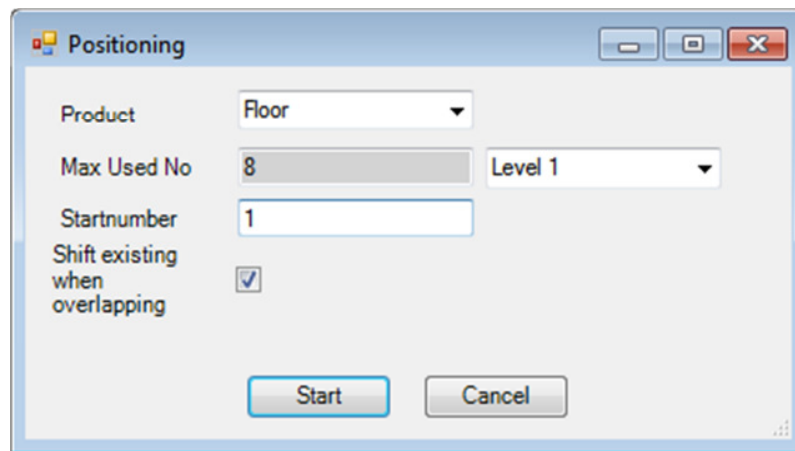 Positioning
Product Floor
Max Used No 8 Level 1
Startnumber 1
Shift existing
when
overlapping
Start Cancel